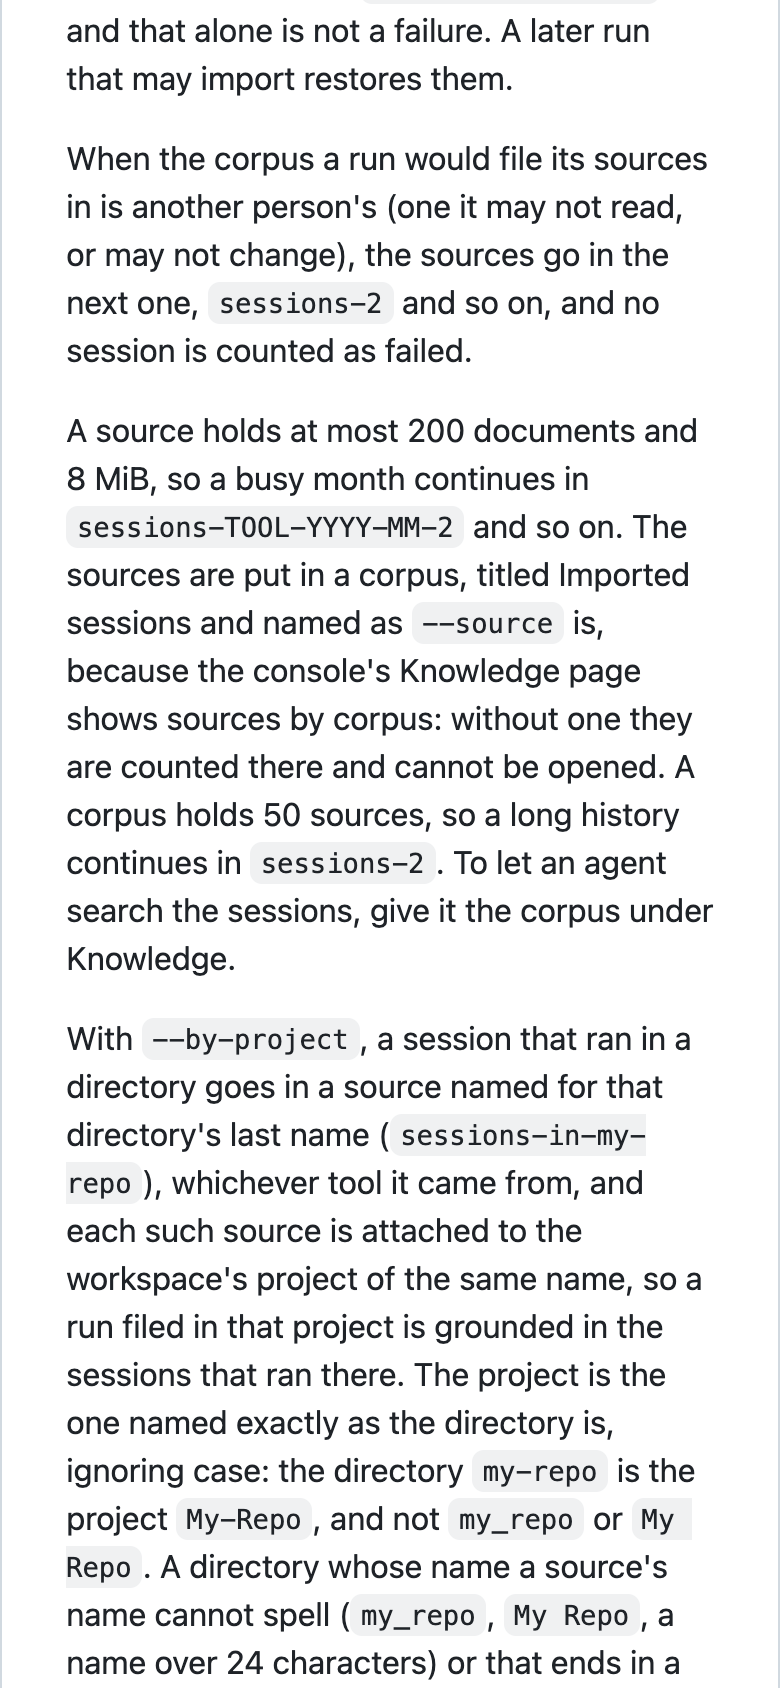 and that alone is not a failure. A later run
that may import restores them.
When the corpus a run would file its sources
in is another person's (one it may not read,
or may not change), the sources go in the
next one, sessions-2 and so on, and no
session is counted as failed.
A source holds at most 200 documents and
8 MiB, so a busy month continues in
sessions-TOOL-YYYY-MM-2 and so on. The
sources are put in a corpus, titled Imported
sessions and named as --source is,
because the console's Knowledge page
shows sources by corpus: without one they
are counted there and cannot be opened. A
corpus holds 50 sources, so a long history
continues in sessions-2. To let an agent
search the sessions, give it the corpus under
Knowledge.
With --by-project, a session that ran in a
directory goes in a source named for that
directory's last name (sessions-in-my-
repo), whichever tool it came from, and
each such source is attached to the
workspace's project of the same name, so a
run filed in that project is grounded in the
sessions that ran there. The project is the
one named exactly as the directory is,
ignoring case: the directory my-repo is the
project My-Repo, and not my_repo or My
Repo. A directory whose name a source's
name cannot spell (my_repo, My Repo, a
name over 24 characters) or that ends in a